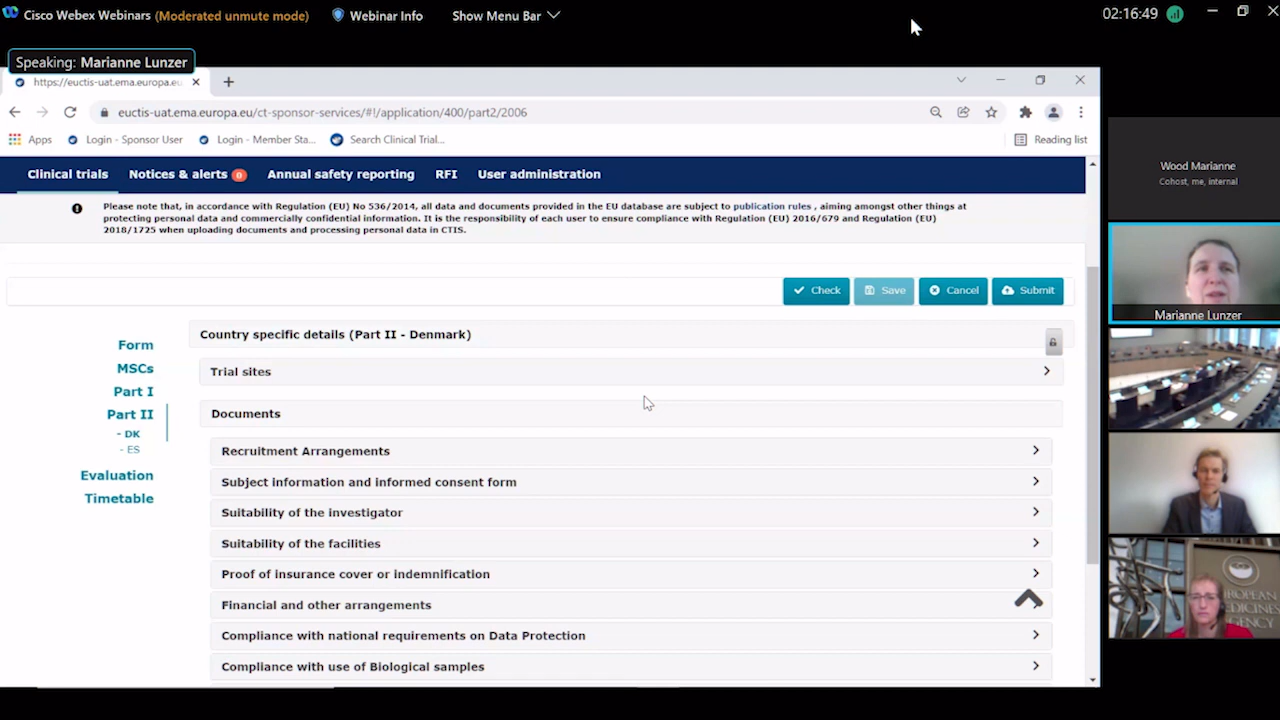 Cisco Webex Webinars (Moderated unmute mode) Webinar Info Show Menu Bar 02:16:49
Speaking: Marianne Lunzer
https://euctis-uat.ema.europa.eu
euctis-uat.ema.europa.eu/ct-sponsor-services/#!/application/400/part2/2006
Apps Login - Sponsor User Login - Member Sta... Search Clinical Trial... Reading list
Clinical trials Notices & alerts 0 Annual safety reporting RFI User administration
Please note that, in accordance with Regulation (EU) No 536/2014, all data and documents provided in the EU database are subject to publication rules , aiming amongst other things at
protecting personal data and commercially confidential information. It is the responsibility of each user to ensure compliance with Regulation (EU) 2016/679 and Regulation (EU)
2018/1725 when uploading documents and processing personal data in CTIS.
Check Save Cancel Submit
Form
MSCs
Part I
Part II
- DK
- ES
Evaluation
Timetable
Country specific details (Part II - Denmark)
Trial sites
Documents
Recruitment Arrangements
Subject information and informed consent form
Suitability of the investigator
Suitability of the facilities
Proof of insurance cover or indemnification
Financial and other arrangements
Compliance with national requirements on Data Protection
Compliance with use of Biological samples
Wood Marianne
Cohost, me, internal
Marianne Lunzer
EUROPEAN
MEDICINES
AGENCY